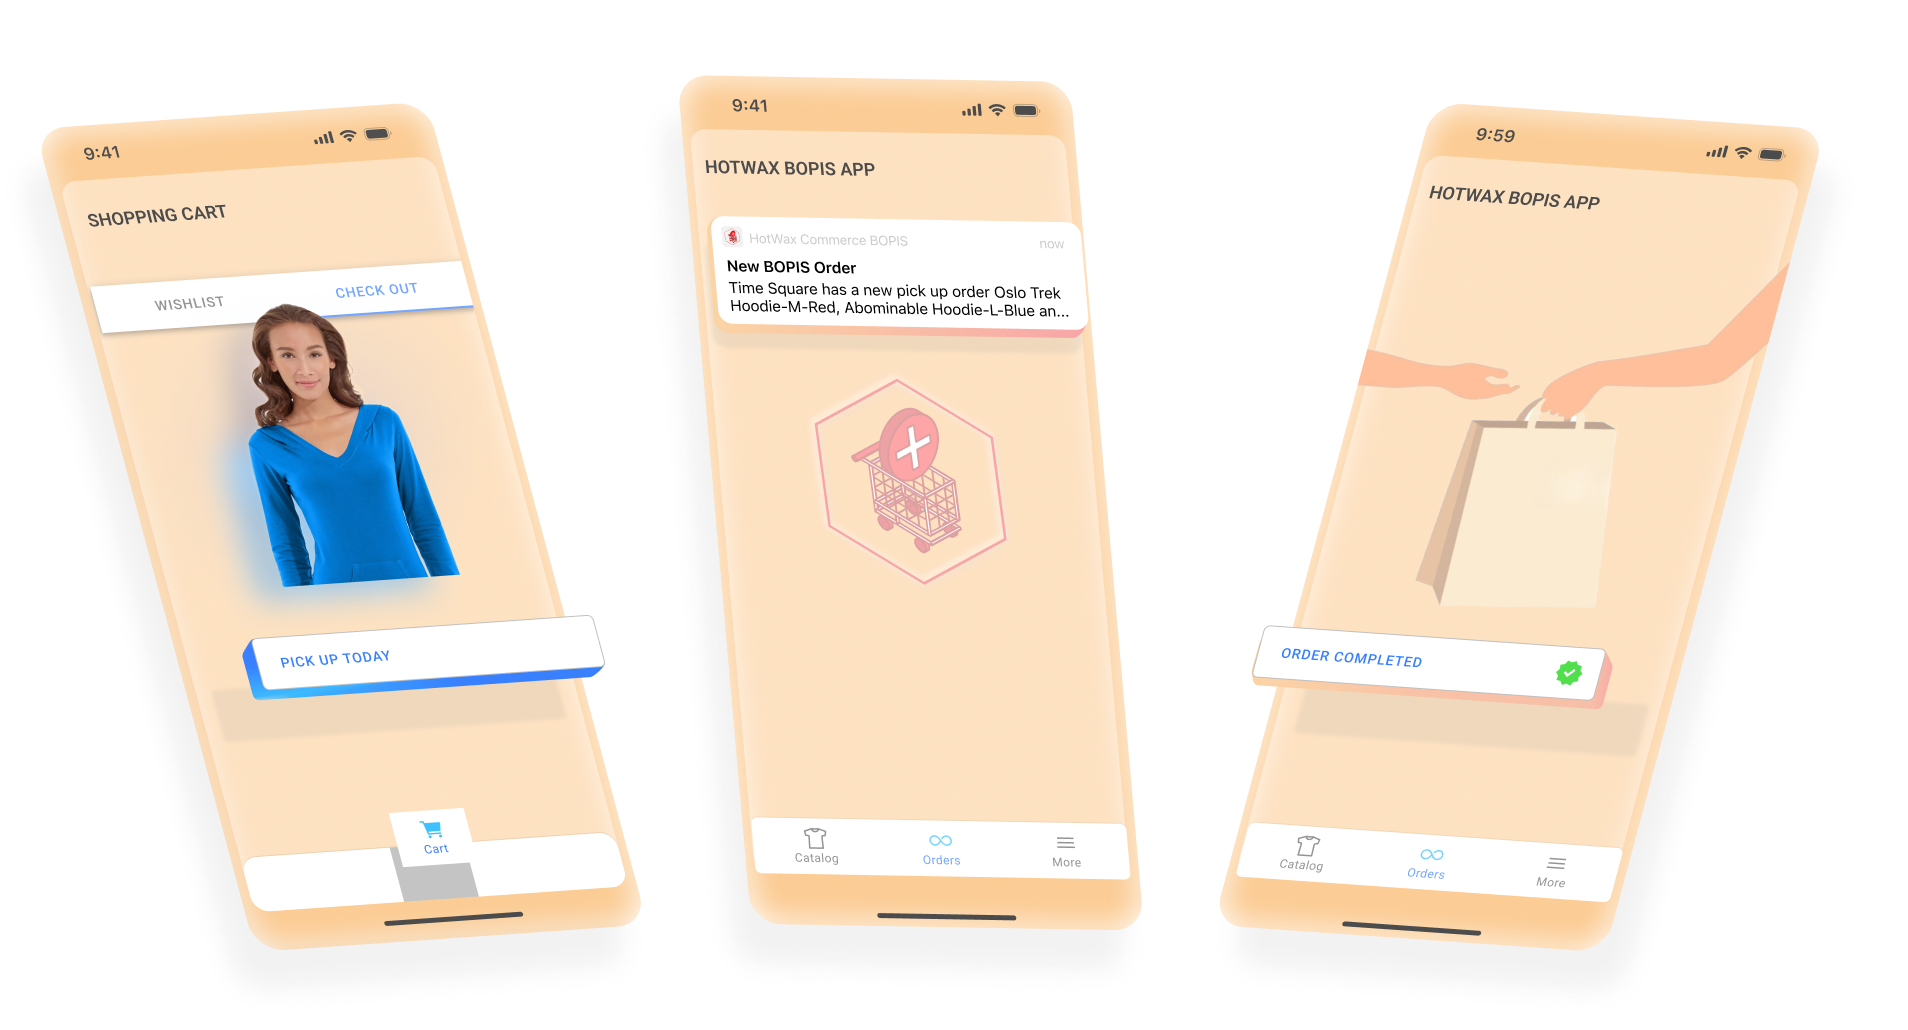 9:41
SHOPPING CART
WISHLIST
CHECK OUT
PICK UP TODAY
Cart
9:41
HOTWAX BOPIS APP
HotWax Commerce BOPIS
now
New BOPIS Order
Time Square has a new pick up order Oslo Trek
Hoodie-M-Red, Abominable Hoodie-L-Blue an...
Catalog
Orders
More
9:59
HOTWAX BOPIS APP
ORDER COMPLETED
Catalog
Orders
More